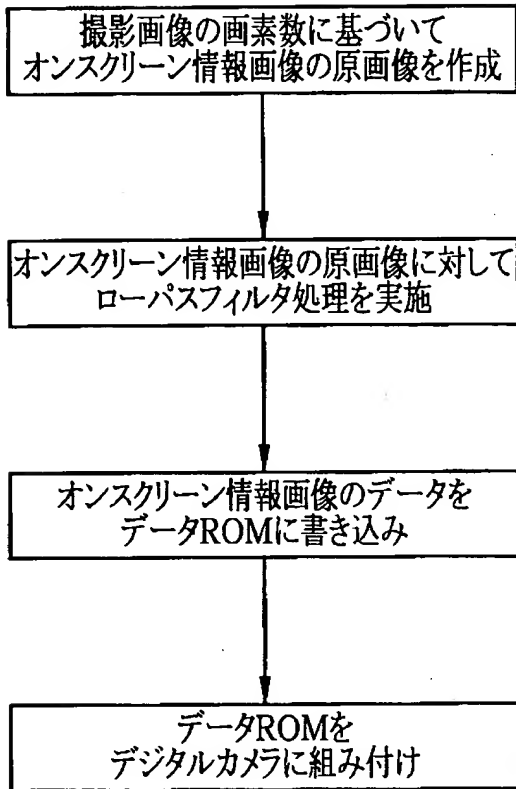 撮影画像の画素数に基づいて
オンスクリーン情報画像の原画像を作成
オンスクリーン情報画像の原画像に対して
ローパスフィルタ処理を実施
オンスクリーン情報画像のデータを
データROMに書き込み
データROMを
デジタルカメラに組み付け